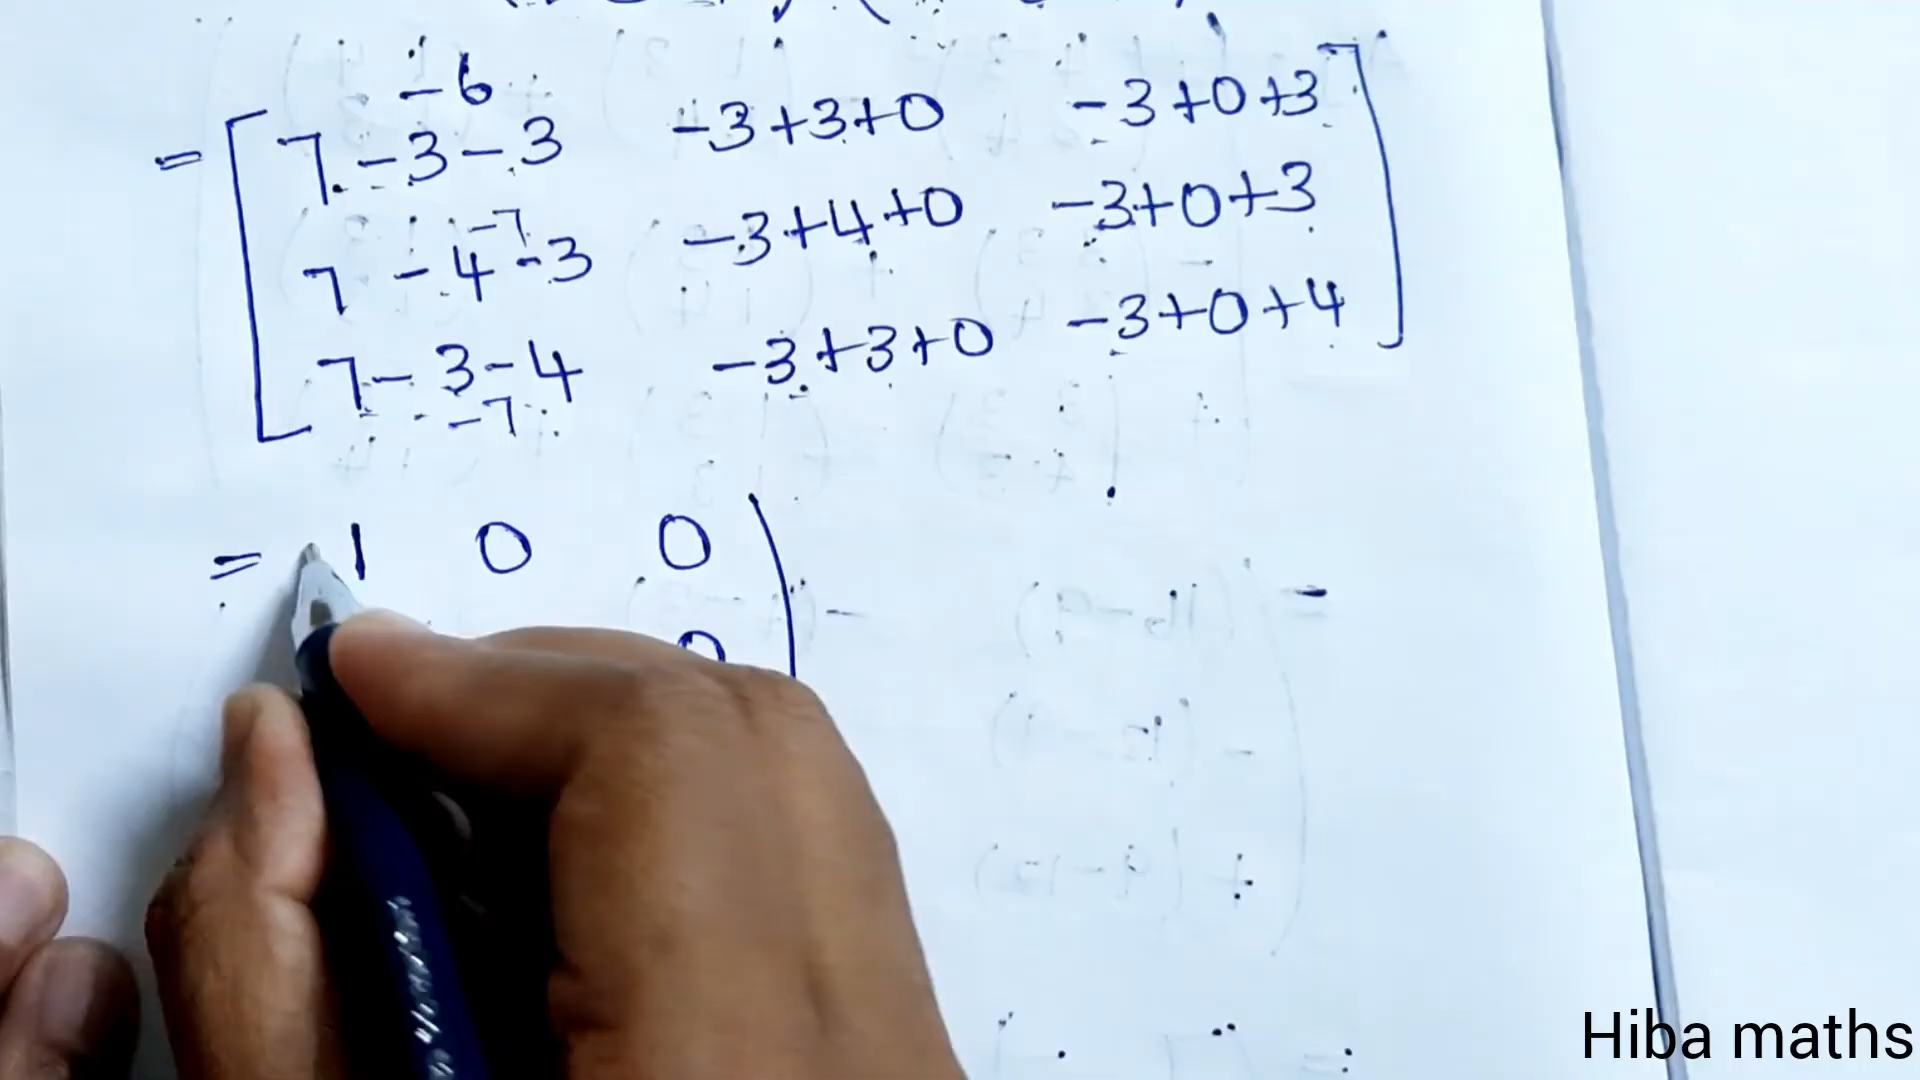 -6
= [ 7 -3 -3 -3+3+0 -3+0+3 ]
-7
7 -4 -3 -3+4+0 -3+0+3
7 -3 -4 -3+3+0 -3+0+4
-7
= 1 0 0 )
0
Hiba maths